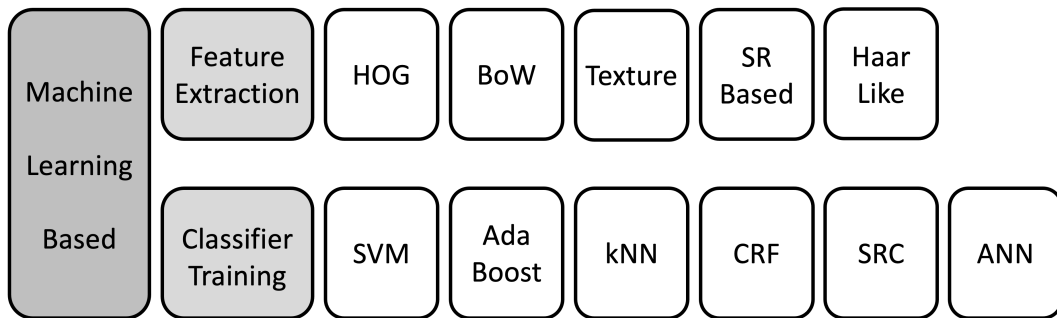 Machine
Learning
Based
Feature
Extraction
HOG
BoW
Texture
SR
Based
Haar
Like
Classifier
Training
SVM
Ada
Boost
kNN
CRF
SRC
ANN